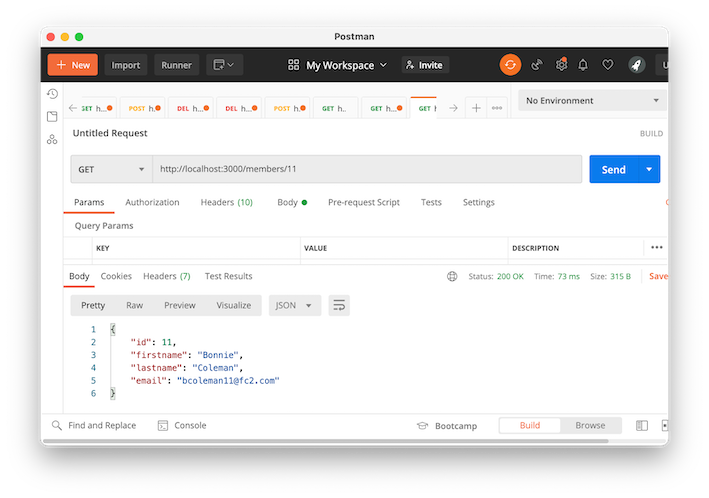 Postman
New Import Runner My Workspace Invite
GET h... POST h... DEL h... DEL h... POST h... GET h.. GET h... GET No Environment
Untitled Request BUILD
GET http://localhost:3000/members/11 Send
Params Authorization Headers (10) Body Pre-request Script Tests Settings
Query Params
KEY VALUE DESCRIPTION
Body Cookies Headers (7) Test Results Status: 200 OK Time: 73 ms Size: 315 B Save
Pretty Raw Preview Visualize JSON
1 {
2 "id": 11,
3 "firstname": "Bonnie",
4 "lastname": "Coleman",
5 "email": "bcoleman11@fc2.com"
6 }
Find and Replace Console Bootcamp Build Browse